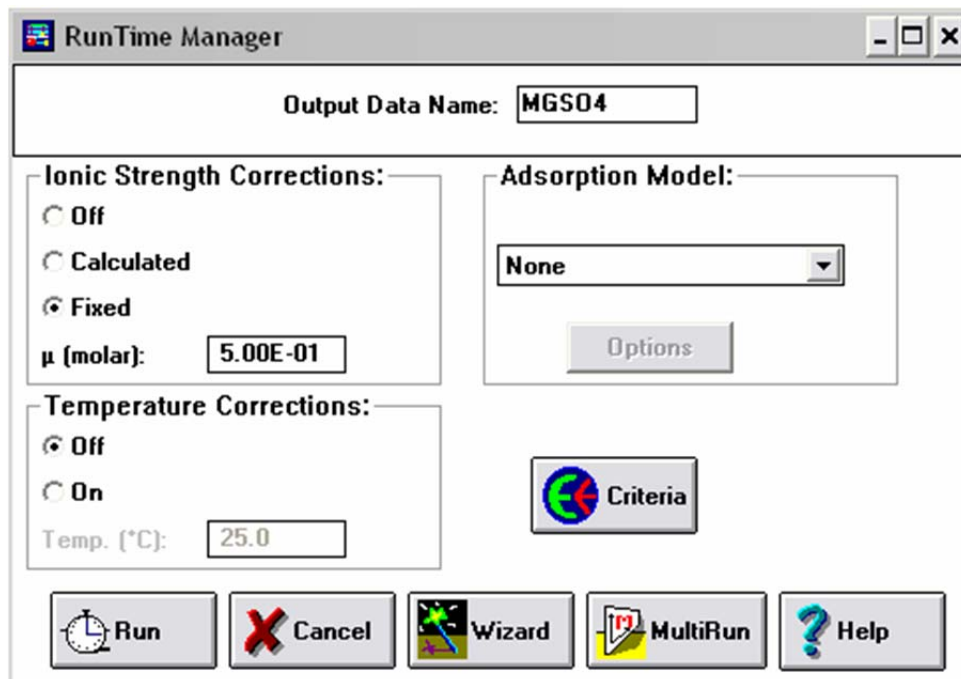 RunTime Manager
Output Data Name: MGSO4
Ionic Strength Corrections:
Off
Calculated
Fixed
µ (molar): 5.00E-01
Adsorption Model:
None
Options
Temperature Corrections:
Off
On
Temp. (°C): 25.0
Criteria
Run
Cancel
Wizard
MultiRun
Help